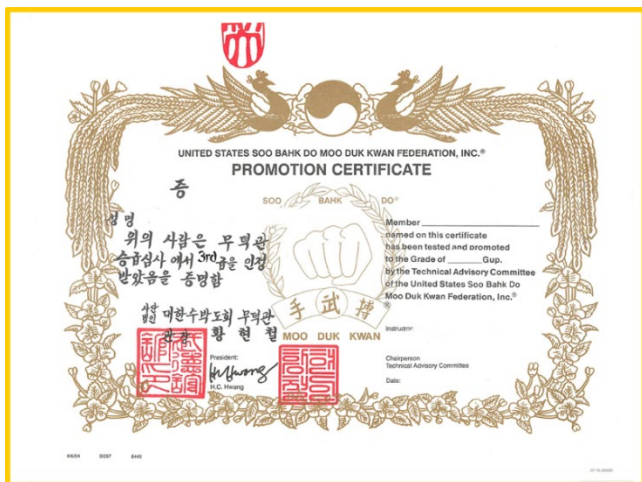 UNITED STATES SOO BAHK DO MOO DUK KWAN FEDERATION, INC.®
PROMOTION CERTIFICATE
증
SOO BAHK DO®
성명
위의 사람은 무덕관
승급심사에서 3rd 급을 인정
받았음을 증명함
사단법인 대한수박도회 무덕관
관장 황현철
Member
named on this certificate
has been tested and promoted
to the Grade of Gup.
by the Technical Advisory Committee
of the United States Soo Bahk Do
Moo Duk Kwan Federation, Inc.®
手 武
MOO DUK KWAN
President:
H.C. Hwang
Instructor
Chairperson
Technical Advisory Committee
Date: